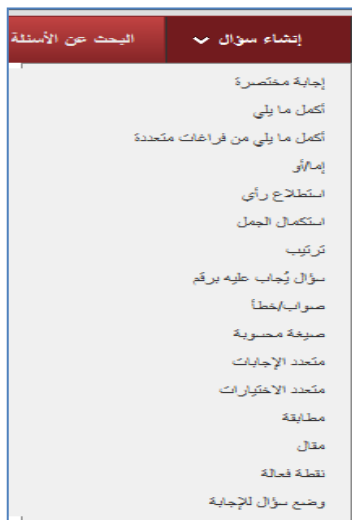 إنشاء سؤال البحث عن الأسئلة
إجابة مختصرة
أكمل ما يلي
أكمل ما يلي من فراغات متعددة
إما/أو
استطلاع رأي
استكمال الجمل
ترتيب
سؤال يُجاب عليه برقم
صواب/خطأ
صيغة محسوبة
متعدد الإجابات
متعدد الاختيارات
مطابقة
مقال
نقطة فعالة
وضع سؤال للإجابة